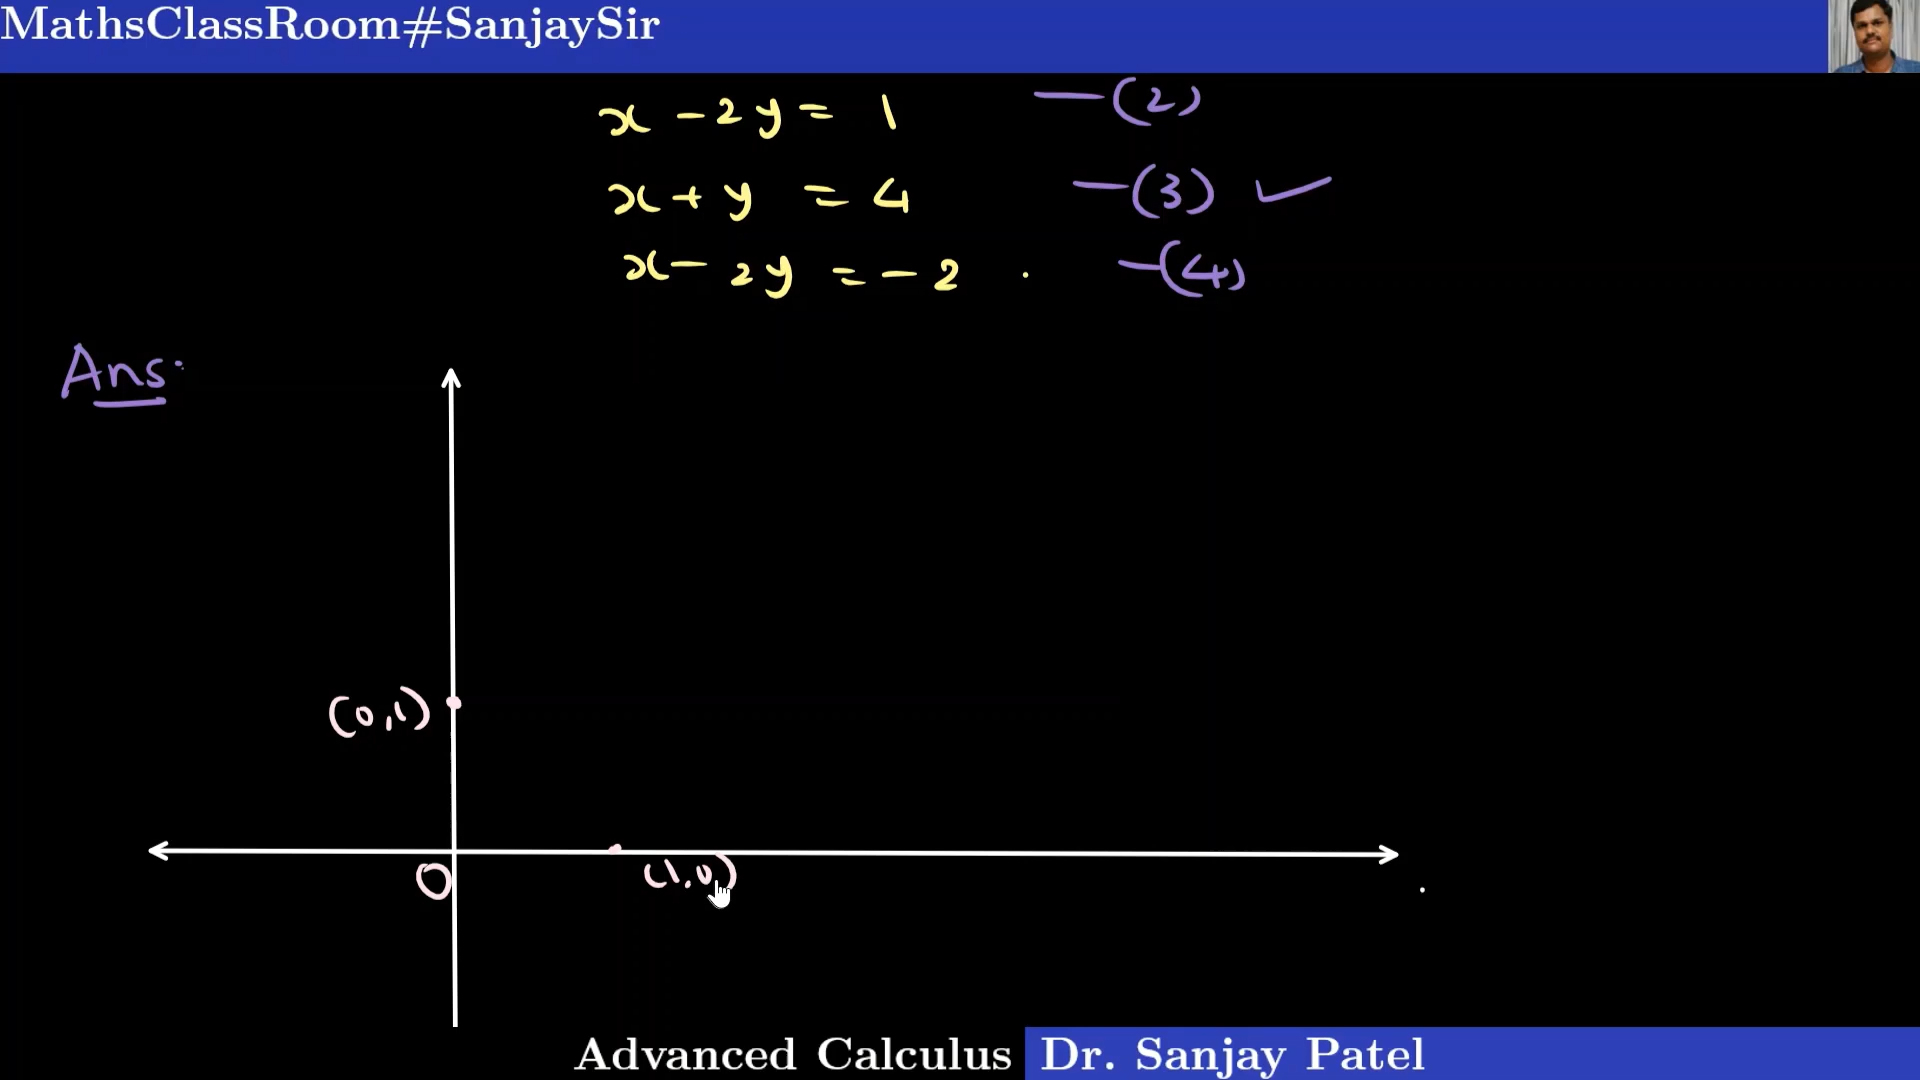 MathsClassRoom#SanjaySir
x - 2y = 1 —(2)
x + y = 4 —(3) ✓
x - 2y = -2 . —(4)
Ans:
(0,1)
O
(1,0)
Advanced Calculus Dr. Sanjay Patel